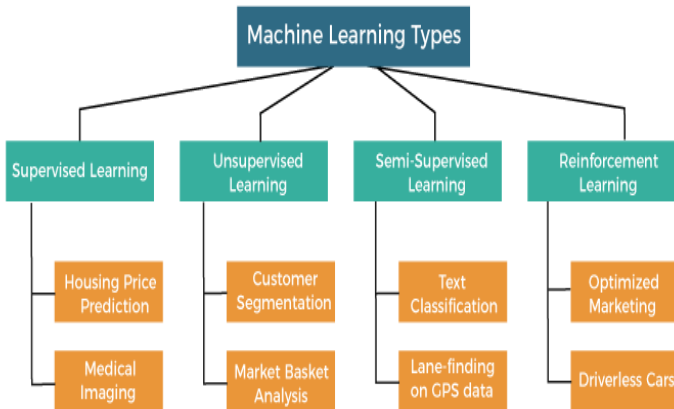 Machine Learning Types
Supervised Learning
Unsupervised
Learning
Semi-Supervised
Learning
Reinforcement
Learning
Housing Price
Prediction
Customer
Segmentation
Text
Classification
Optimized
Marketing
Medical
Imaging
Market Basket
Analysis
Lane-finding
on GPS data
Driverless Cars